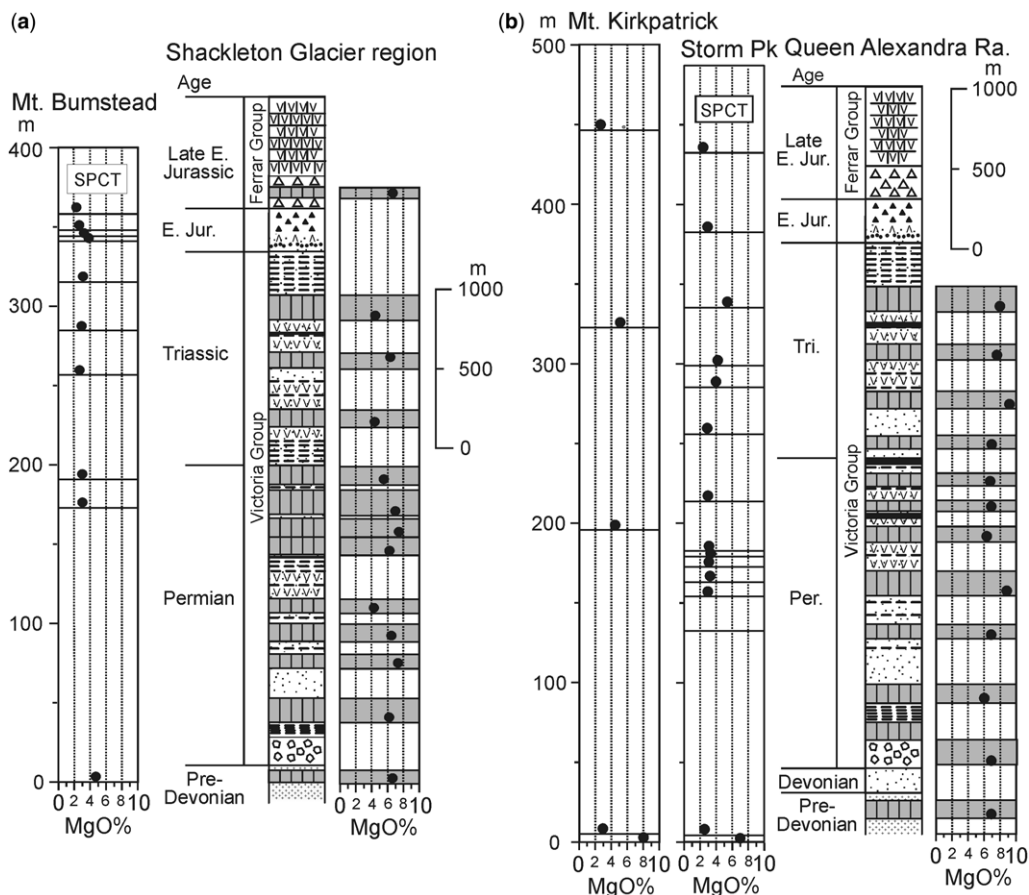 (a)
Shackleton Glacier region
Age
Mt. Bumstead
m
400
300
200
100
0
SPCT
0 2 4 6 8 10
MgO%
Late E.
Jurassic
E. Jur.
Triassic
Permian
Pre-
Devonian
Ferrar Group
Victoria Group
0 2 4 6 8 10
MgO%
m
1000
500
0
(b)
m Mt. Kirkpatrick
500
400
300
200
100
0
0 2 4 6 8 10
MgO%
Storm Pk
SPCT
0 2 4 6 8 10
MgO%
Queen Alexandra Ra.
Age
Late
E. Jur.
E. Jur.
Tri.
Per.
Devonian
Pre-
Devonian
Ferrar Group
Victoria Group
m
1000
500
0
0 2 4 6 8 10
MgO%